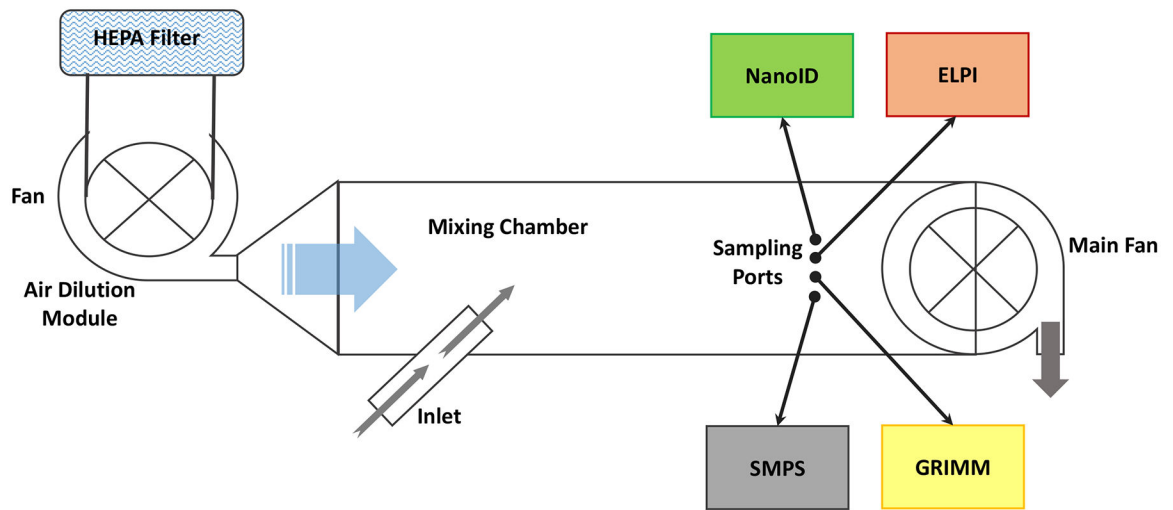 HEPA Filter
NanoID
ELPI
Fan
Mixing Chamber
Sampling
Ports
Main Fan
Air Dilution
Module
Inlet
SMPS
GRIMM